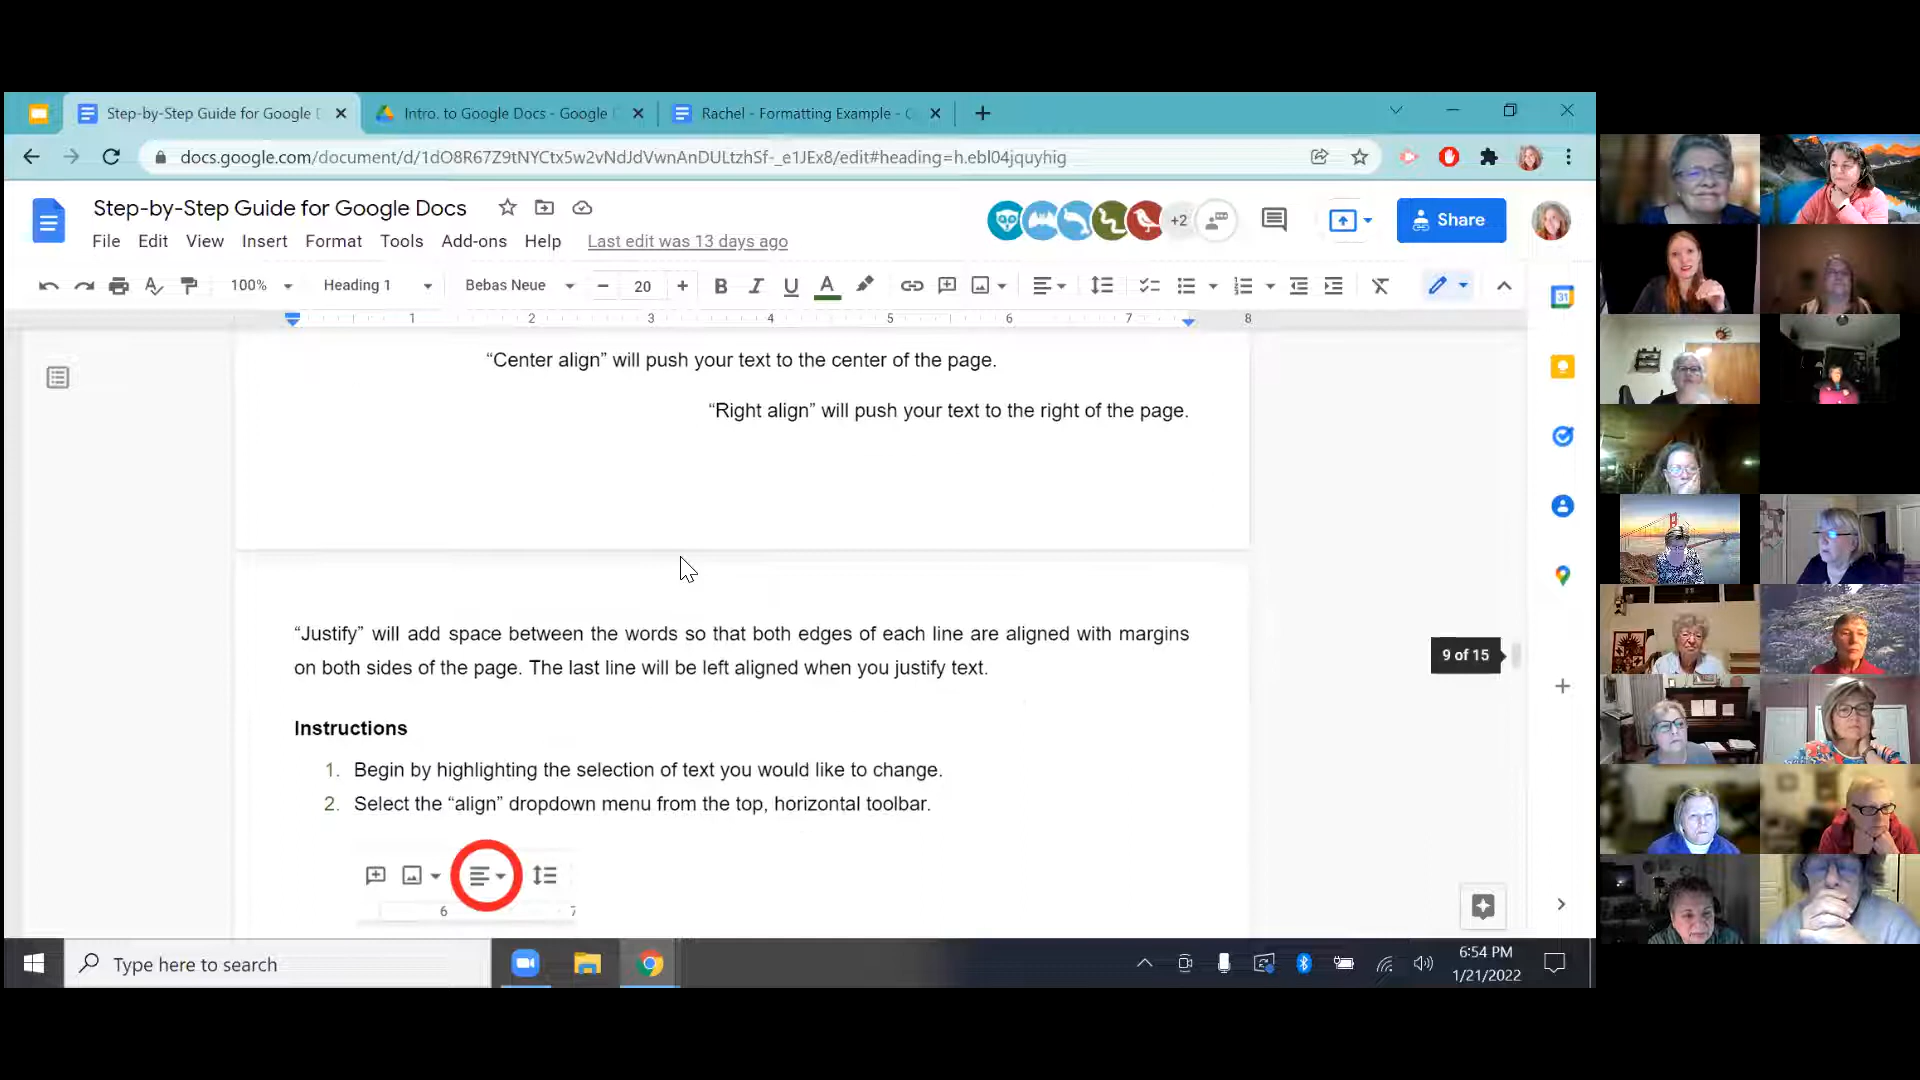 Step-by-Step Guide for Google D
Intro. to Google Docs - Google
Rachel - Formatting Example -
docs.google.com/document/d/1dO8R67Z9tNYCtx5w2vNdJdVwnAnDULtzhSf-_e1JEx8/edit#heading=h.ebl04jquyhig
Step-by-Step Guide for Google Docs
+2
Share
File Edit View Insert Format Tools Add-ons Help Last edit was 13 days ago
100% Heading 1 Bebas Neue − 20 + B I U A
31
1 2 3 4 5 6 7 8
“Center align” will push your text to the center of the page.
“Right align” will push your text to the right of the page.
“Justify” will add space between the words so that both edges of each line are aligned with margins
9 of 15
on both sides of the page. The last line will be left aligned when you justify text.
Instructions
1. Begin by highlighting the selection of text you would like to change.
2. Select the “align” dropdown menu from the top, horizontal toolbar.
6 7
Type here to search
6:54 PM
1/21/2022